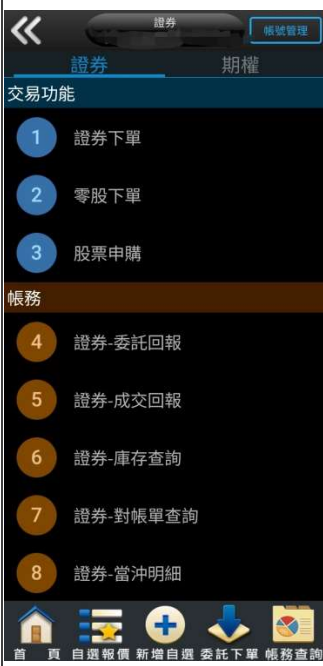 證券
帳號管理
證券 期權
交易功能
1 證券下單
2 零股下單
3 股票申購
帳務
4 證券-委託回報
5 證券-成交回報
6 證券-庫存查詢
7 證券-對帳單查詢
8 證券-當沖明細
首頁 自選報價 新增自選 委託下單 帳務查詢